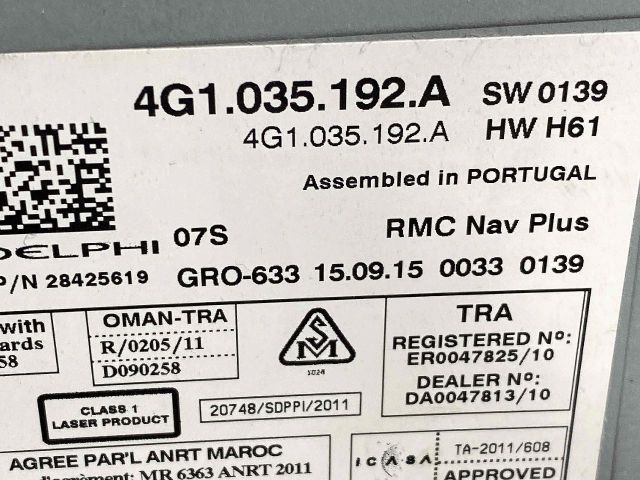 4G1.035.192.A SW 0139
4G1.035.192.A HW H61
Assembled in PORTUGAL
DELPHI 07S RMC Nav Plus
P/N 28425619 GRO-633 15.09.15 0033 0139
with
ards
58
OMAN-TRA
R/0205/11
D090258
S
M
TRA
REGISTERED Nº:
ER0047825/10
DEALER Nº:
DA0047813/10
CLASS 1
LASER PRODUCT
20748/SDPPI/2011
AGREE PAR'L ANRT MAROC
d'agrément: MR 6363 ANRT 2011
ICASA TA-2011/608
APPROVED